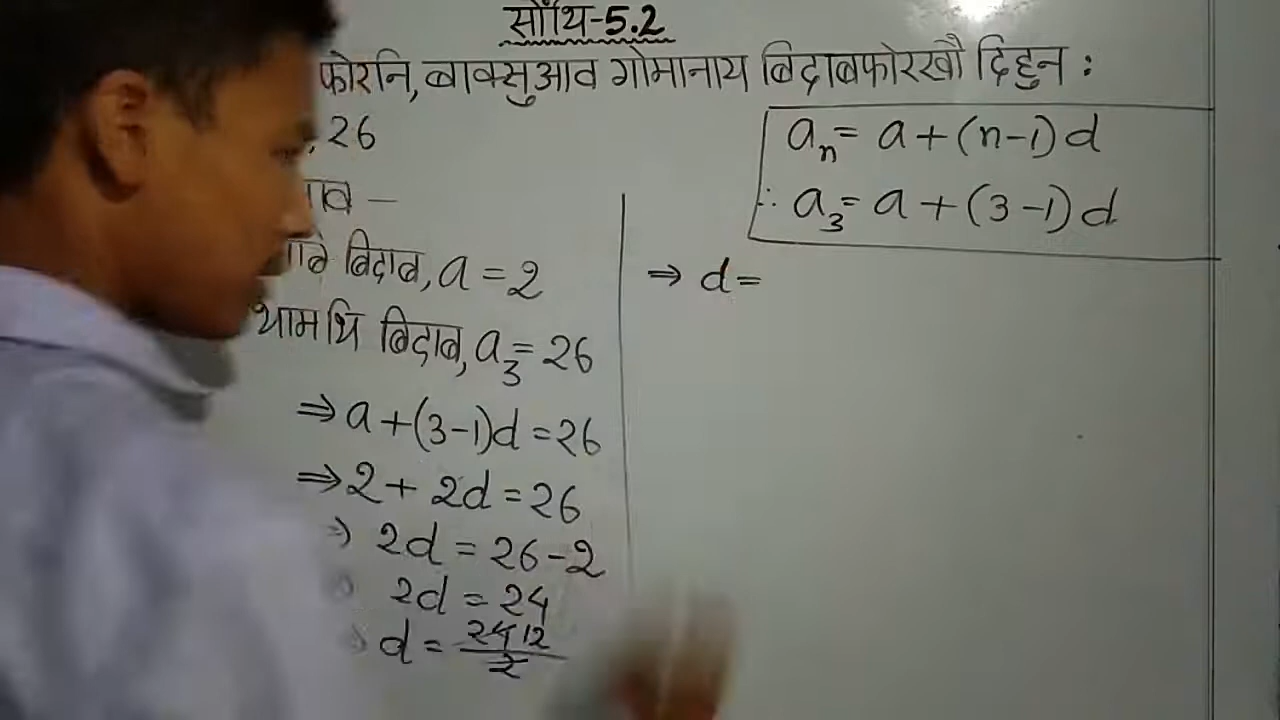 सोंथि-5.2
फोरनि, बाक्सुआव गोमानाय बिदाबफोरखौ दिहुन :
, 26
बिदाब, a = 2
थामथि बिदाब, a₃ = 26
⇒ a + (3-1)d = 26
⇒ 2 + 2d = 26
⇒ 2d = 26 - 2
2d = 24
⇒ d = 24 12 / 2
aₙ = a + (n-1)d
∴ a₃ = a + (3-1)d
⇒ d =